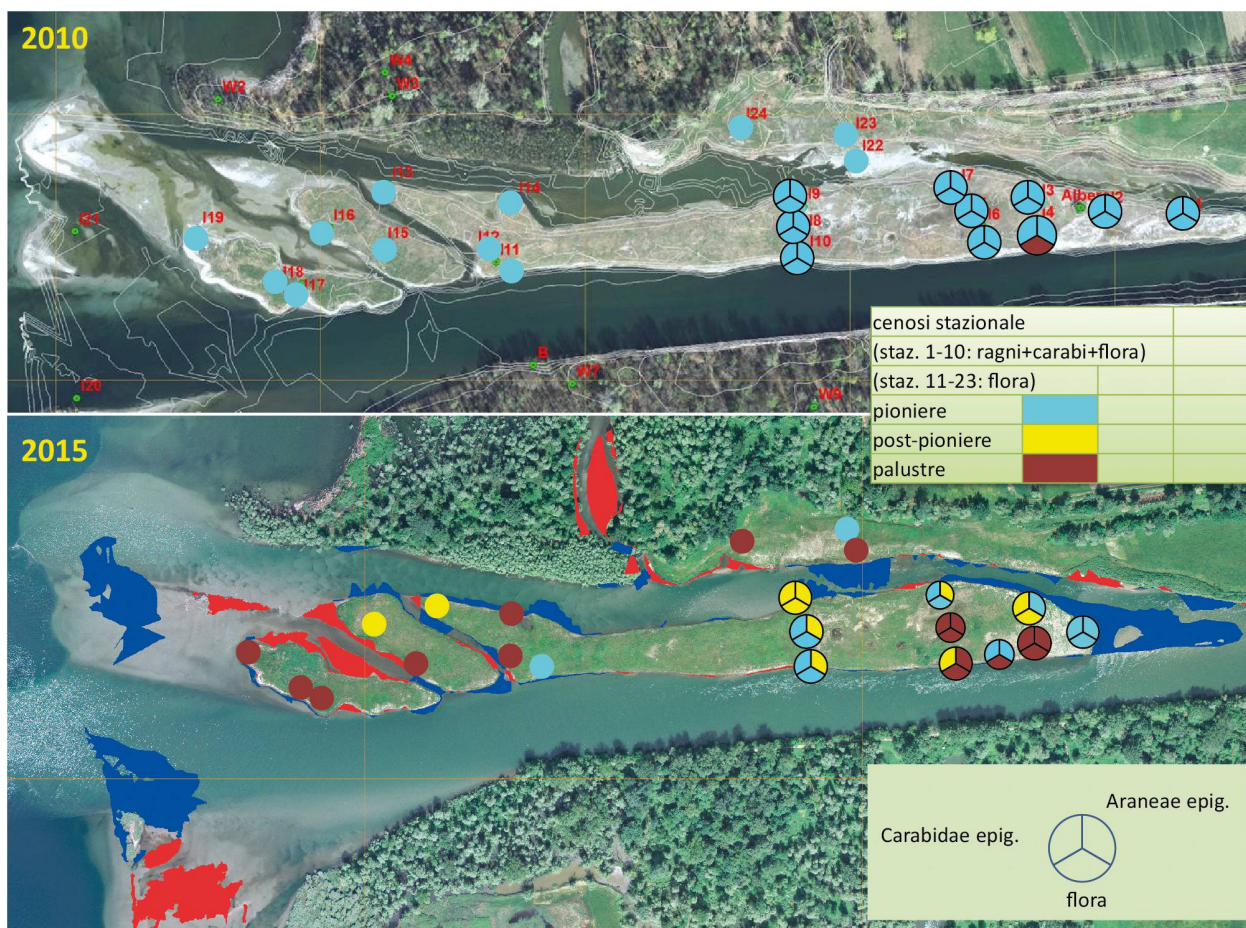 2010
W4
W3
W2
I24
I23
I22
I13
I14
I7
I3
I9
Alber
I2
I19
I16
I6
I4
I21
I8
I15
I12
I11
I10
I18
I17
cenosi stazionale
(staz. 1-10: ragni+carabi+flora)
(staz. 11-23: flora)
pioniere
post-pioniere
palustre
B
W7
I20
2015
Araneae epig.
Carabidae epig.
flora